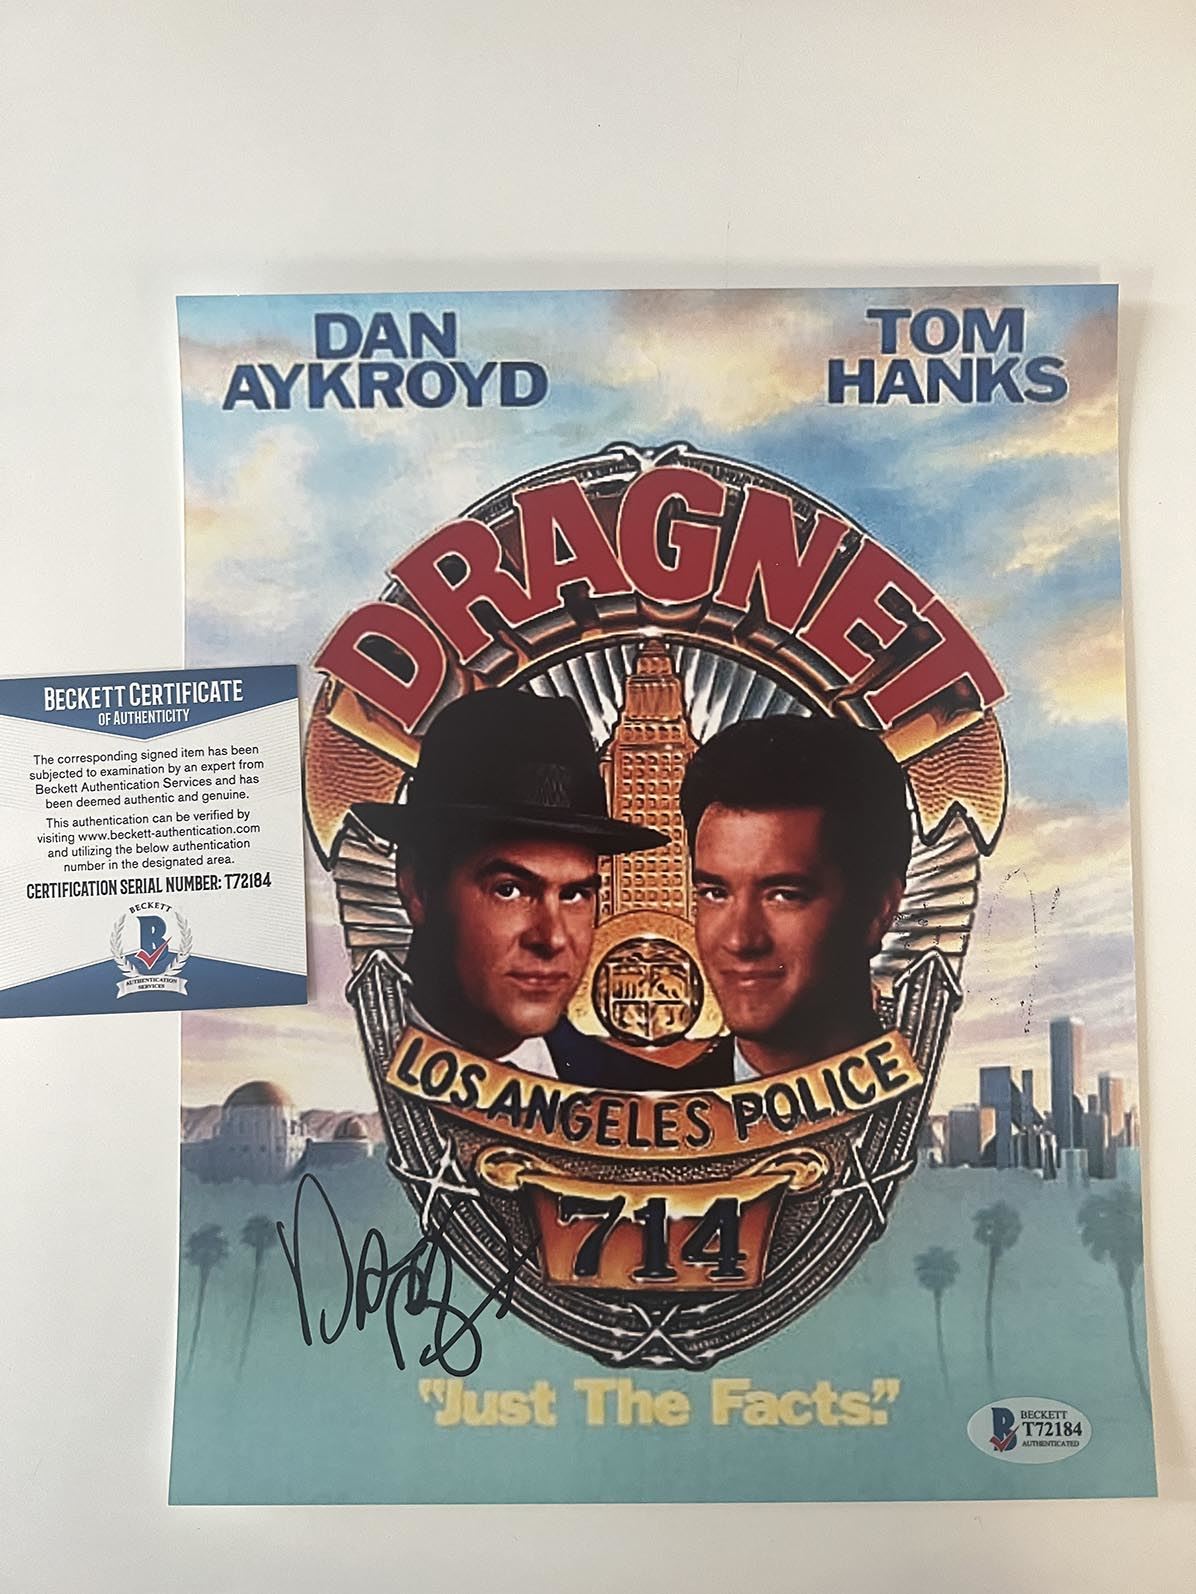 DAN
AYKROYD
TOM
HANKS
DRAGNET
BECKETT CERTIFICATE
OF AUTHENTICITY
The corresponding signed item has been
subjected to examination by an expert from
Beckett Authentication Services and has
been deemed authentic and genuine.
This authentication can be verified by
visiting www.beckett-authentication.com
and utilizing the below authentication
number in the designated area.
CERTIFICATION SERIAL NUMBER: T72184
BECKETT
B
AUTHENTICATION
SERVICES
LOS ANGELES POLICE
714
"Just The Facts."
B
BECKETT
T72184
AUTHENTICATED